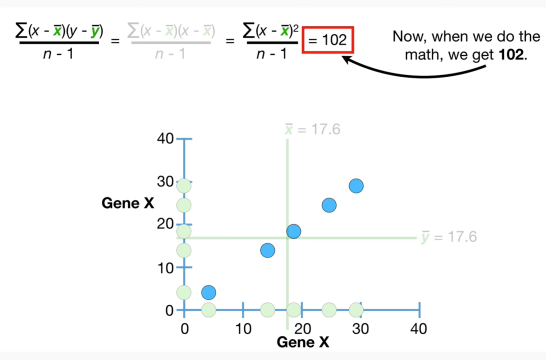 ∑(x - x̅)(y - y̅) / n - 1 = ∑(x - x̅)(x - x̅) / n - 1 = ∑(x - x̅)² / n - 1 = 102
Now, when we do the
math, we get 102.
x̅ = 17.6
40
30
Gene X
20
y̅ = 17.6
10
0
0 10 20 30 40
Gene X